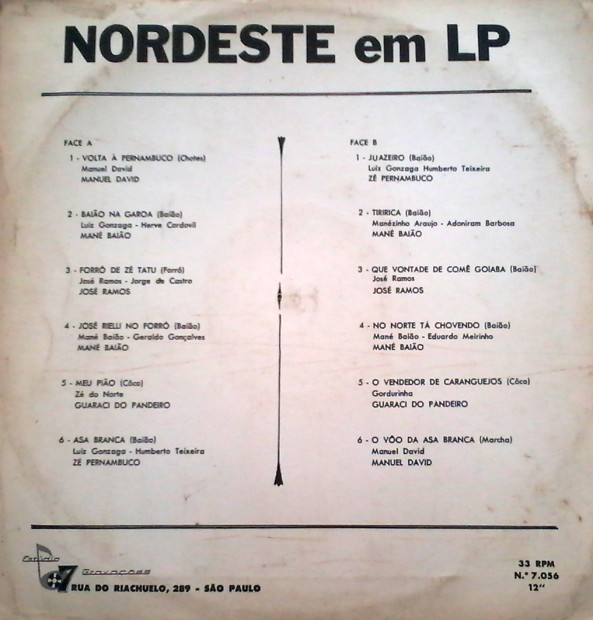 NORDESTE em LP
FACE A
1 - VOLTA À PERNAMBUCO (Chotes)
Manuel David
MANUEL DAVID
2 - BAIÃO NA GAROA (Baião)
Luiz Gonzaga - Herve Cordovil
MANÉ BAIÃO
3 - FORRÓ DE ZÉ TATU (Forró)
José Ramos - Jorge de Castro
JOSÉ RAMOS
4 - JOSÉ RIELLI NO FORRÓ (Baião)
Mané Baião - Geraldo Gonçalves
MANÉ BAIÃO
5 - MEU PIÃO (Côco)
Zé do Norte
GUARACI DO PANDEIRO
6 - ASA BRANCA (Baião)
Luiz Gonzaga - Humberto Teixeira
ZÉ PERNAMBUCO
FACE B
1 - JUAZEIRO (Baião)
Luiz Gonzaga Humberto Teixeira
ZÉ PERNAMBUCO
2 - TIRIRICA (Baião)
Manèzinho Araujo - Adoniram Barbosa
MANÉ BAIÃO
3 - QUE VONTADE DE COMÊ GOIABA (Baião)
José Ramos
JOSÉ RAMOS
4 - NO NORTE TÁ CHOVENDO (Baião)
Mané Baião - Eduardo Meirinho
MANÉ BAIÃO
5 - O VENDEDOR DE CARANGUEJOS (Côco)
Gordurinha
GUARACI DO PANDEIRO
6 - O VÔO DA ASA BRANCA (Marcha)
Manuel David
MANUEL DAVID
Estúdio
7 Gravações
RUA DO RIACHUELO, 289 - SÃO PAULO
33 RPM
N.º 7.056
12"